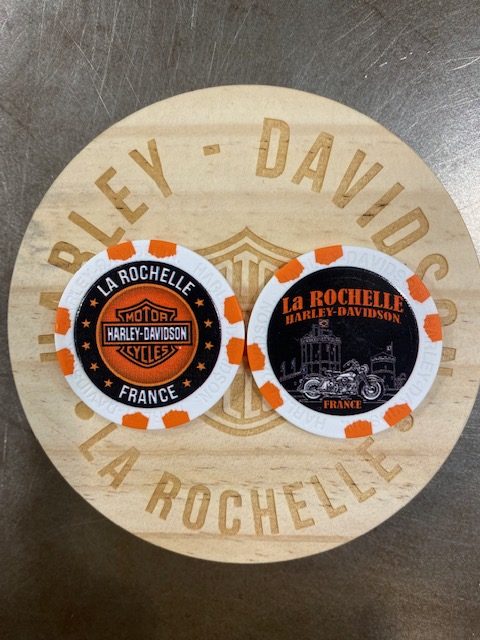 HARLEY - DAVIDSON
LA ROCHELLE
MOTOR
HARLEY-DAVIDSON
CYCLES
FRANCE
La ROCHELLE
HARLEY-DAVIDSON
FRANCE
• LA ROCHELLE •